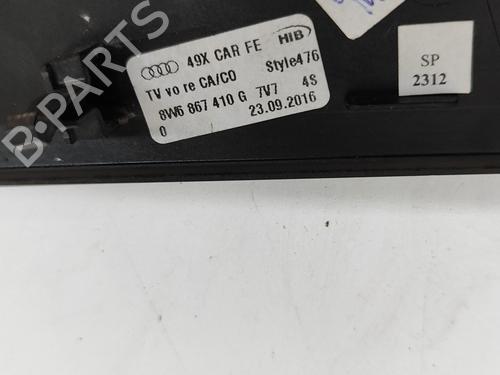 49X CAR FE HIB
TV vo re CA/CO Style476
8W6 867 410 G 7V7 4S
0 23.09.2016
SP
2312
B-PARTS